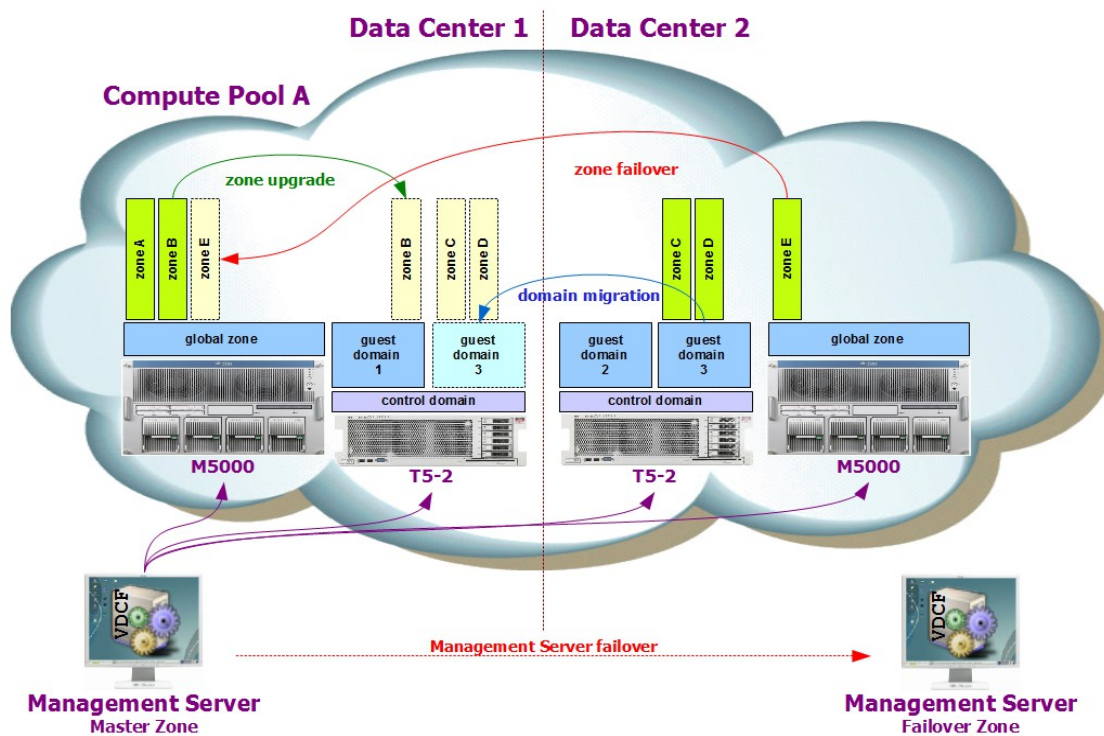 Data Center 1
Data Center 2
Compute Pool A
zone upgrade
zone failover
zone A
zone B
zone E
zone B
zone C
zone D
zone C
zone D
zone E
domain migration
global zone
guest
domain
1
guest
domain
3
guest
domain
2
guest
domain
3
global zone
control domain
control domain
M5000
T5-2
T5-2
M5000
VDCF
VDCF
Management Server failover
Management Server
Master Zone
Management Server
Failover Zone